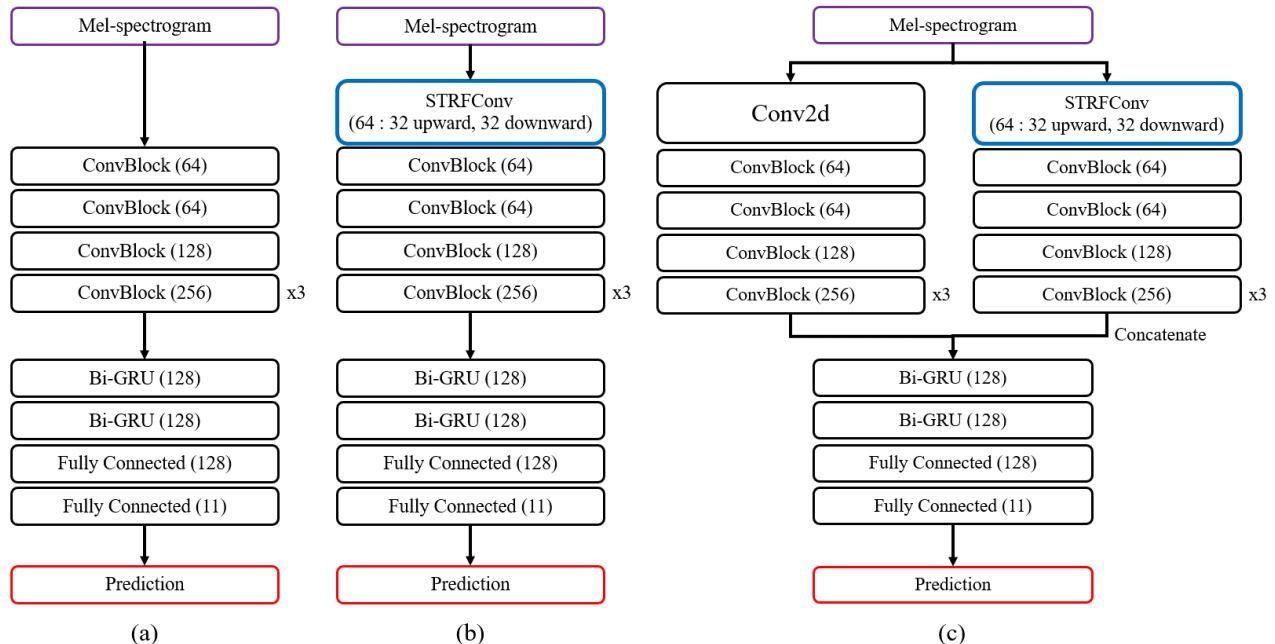 Mel-spectrogram
ConvBlock (64)
ConvBlock (64)
ConvBlock (128)
ConvBlock (256)
x3
Bi-GRU (128)
Bi-GRU (128)
Fully Connected (128)
Fully Connected (11)
Prediction
(a)
Mel-spectrogram
STRFConv
(64 : 32 upward, 32 downward)
ConvBlock (64)
ConvBlock (64)
ConvBlock (128)
ConvBlock (256)
x3
Bi-GRU (128)
Bi-GRU (128)
Fully Connected (128)
Fully Connected (11)
Prediction
(b)
Mel-spectrogram
Conv2d
ConvBlock (64)
ConvBlock (64)
ConvBlock (128)
ConvBlock (256)
x3
STRFConv
(64 : 32 upward, 32 downward)
ConvBlock (64)
ConvBlock (64)
ConvBlock (128)
ConvBlock (256)
x3
Concatenate
Bi-GRU (128)
Bi-GRU (128)
Fully Connected (128)
Fully Connected (11)
Prediction
(c)